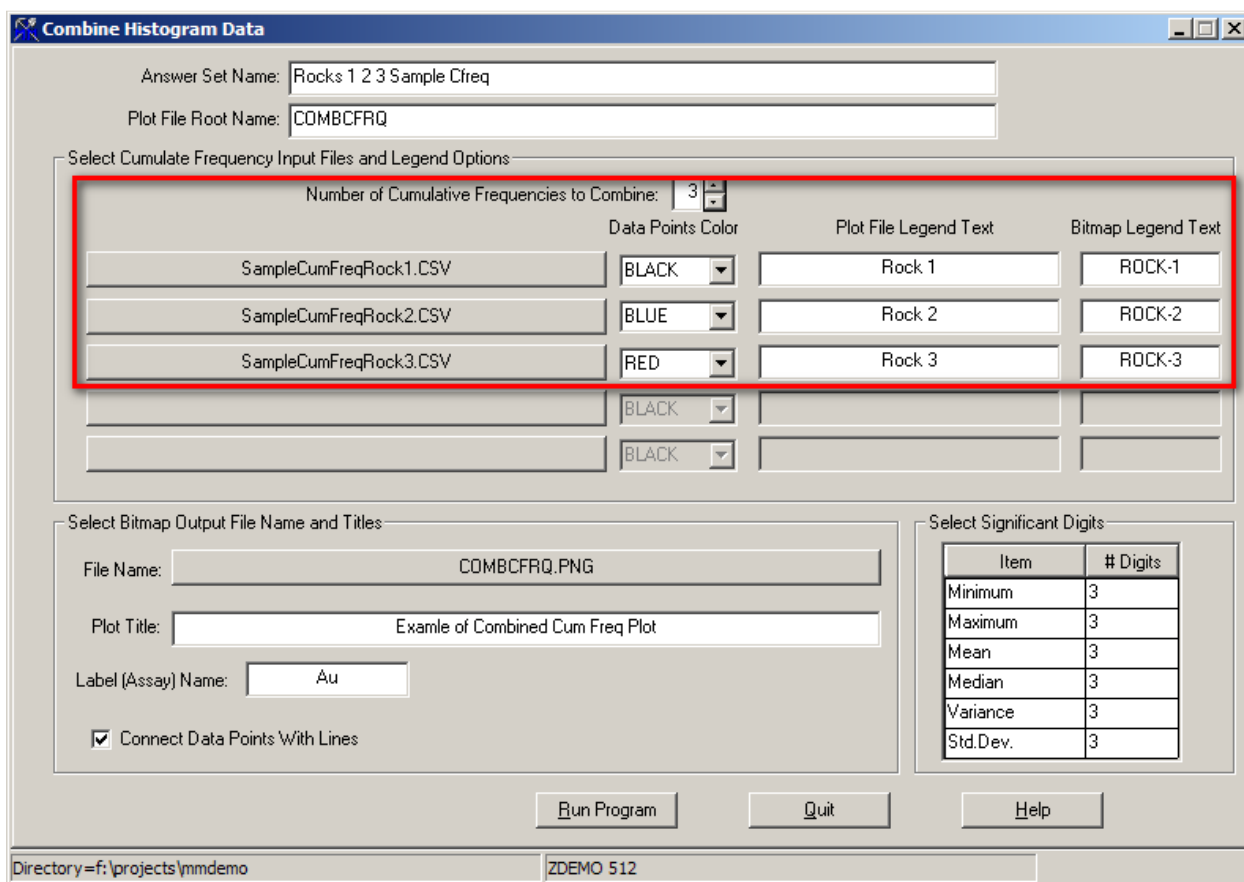 Combine Histogram Data
Answer Set Name: Rocks 1 2 3 Sample Cfreq
Plot File Root Name: COMBCFRQ
Select Cumulate Frequency Input Files and Legend Options
Number of Cumulative Frequencies to Combine: 3
Data Points Color Plot File Legend Text Bitmap Legend Text
SampleCumFreqRock1.CSV BLACK Rock 1 ROCK-1
SampleCumFreqRock2.CSV BLUE Rock 2 ROCK-2
SampleCumFreqRock3.CSV RED Rock 3 ROCK-3
BLACK
BLACK
Select Bitmap Output File Name and Titles
File Name: COMBCFRQ.PNG
Plot Title: Examle of Combined Cum Freq Plot
Label (Assay) Name: Au
Connect Data Points With Lines
Select Significant Digits
Item # Digits
Minimum 3
Maximum 3
Mean 3
Median 3
Variance 3
Std.Dev. 3
Run Program Quit Help
Directory=f:\projects\mmdemo ZDEMO 512